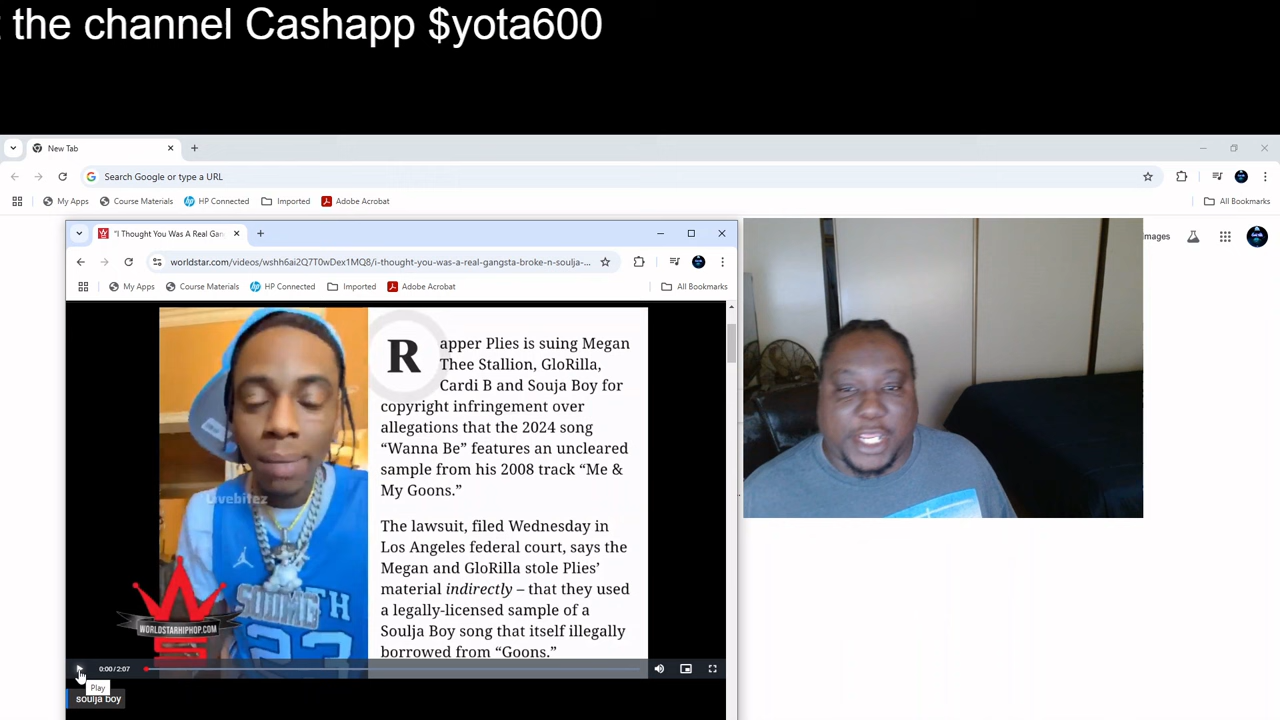 the channel Cashapp $yota600
New Tab
Search Google or type a URL
My Apps
Course Materials
HP Connected
Imported
Adobe Acrobat
All Bookmarks
images
"I Thought You Was A Real Gan
worldstar.com/videos/wshh6ai2Q7T0wDex1MQ8/i-thought-you-was-a-real-gangsta-broke-n-soulja-...
My Apps
Course Materials
HP Connected
Imported
Adobe Acrobat
All Bookmarks
Rapper Plies is suing Megan
Thee Stallion, GloRilla,
Cardi B and Souja Boy for
copyright infringement over
allegations that the 2024 song
“Wanna Be” features an uncleared
sample from his 2008 track “Me &
My Goons.”
The lawsuit, filed Wednesday in
Los Angeles federal court, says the
Megan and GloRilla stole Plies’
material indirectly – that they used
a legally-licensed sample of a
Soulja Boy song that itself illegally
borrowed from “Goons.”
Livebitez
WORLDSTARHIPHOP.COM
23
0:00 / 2:07
Play
soulja boy